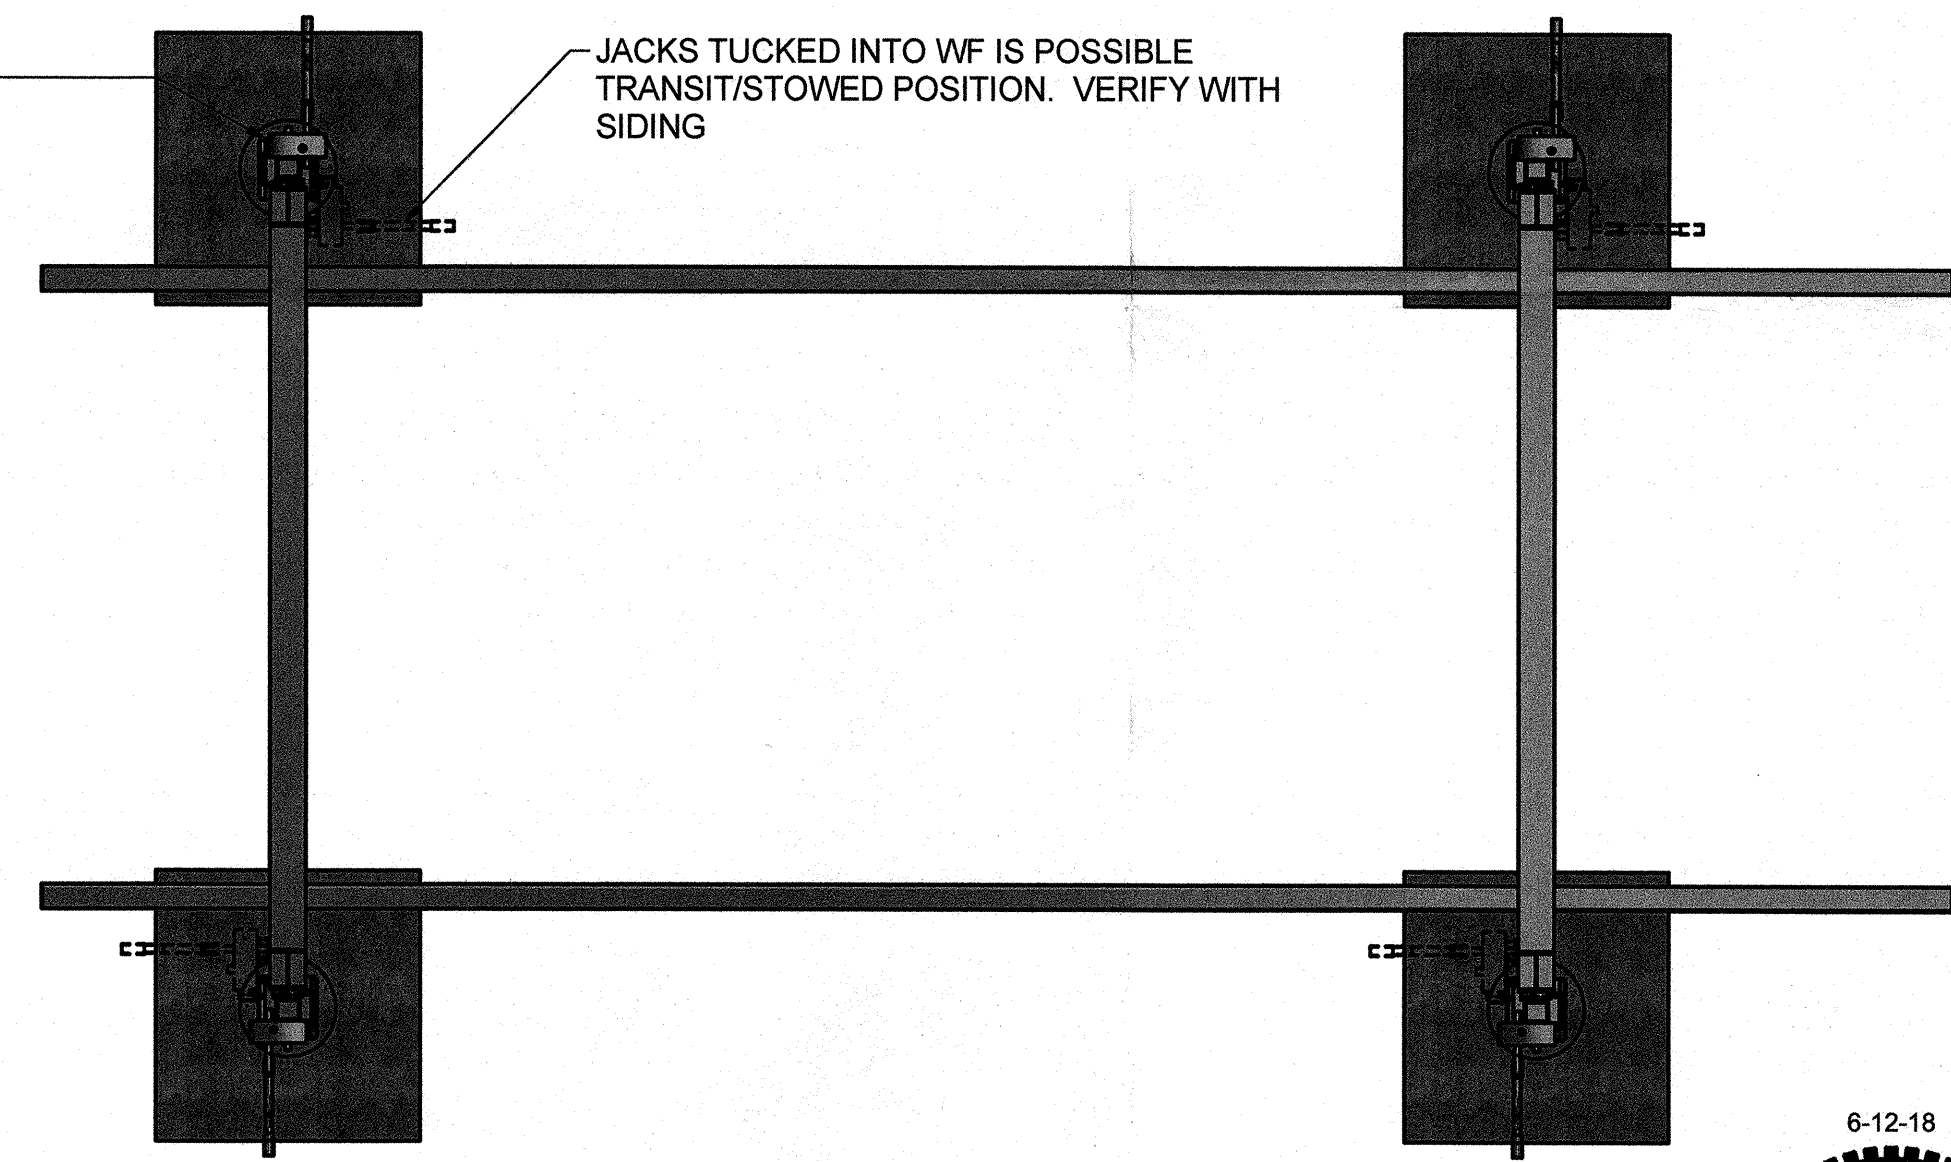 JACKS TUCKED INTO WF IS POSSIBLE
TRANSIT/STOWED POSITION.  VERIFY WITH
SIDING
6-12-18